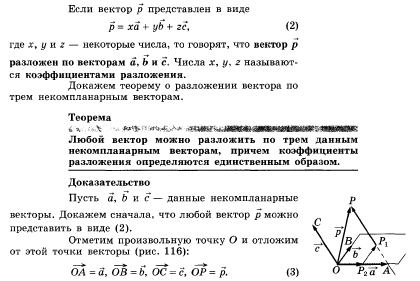 Если вектор p⃗ представлен в виде
p⃗ = xa⃗ + yb⃗ + zc⃗, (2)
где x, y и z — некоторые числа, то говорят, что вектор p⃗
разложен по векторам a⃗, b⃗ и c⃗. Числа x, y, z называют-
ся коэффициентами разложения.
Докажем теорему о разложении вектора по
трем некомпланарным векторам.
Теорема
Любой вектор можно разложить по трем данным
некомпланарным векторам, причем коэффициенты
разложения определяются единственным образом.
Доказательство
Пусть a⃗, b⃗ и c⃗ — данные некомпланарные
векторы. Докажем сначала, что любой вектор p⃗ можно
представить в виде (2).
Отметим произвольную точку O и отложим
от этой точки векторы (рис. 116):
OA⃗ = a⃗, OB⃗ = b⃗, OC⃗ = c⃗, OP⃗ = p⃗. (3)
P
C
p⃗
B
P₁
c⃗
b⃗
O
P₂
a⃗
A